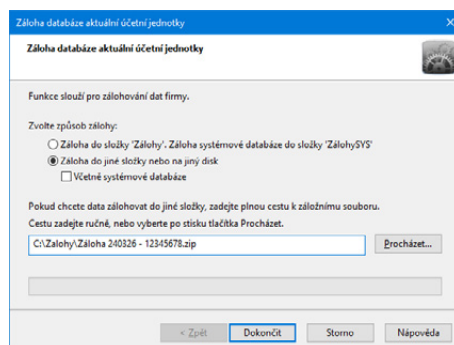 Záloha databáze aktuální účetní jednotky
Záloha databáze aktuální účetní jednotky
Funkce slouží pro zálohování dat firmy.
Zvolte způsob zálohy:
Záloha do složky 'Zálohy'. Záloha systémové databáze do složky 'ZálohySYS'
Záloha do jiné složky nebo na jiný disk
Včetně systémové databáze
Pokud chcete data zálohovat do jiné složky, zadejte plnou cestu k záložnímu souboru.
Cestu zadejte ručně, nebo vyberte po stisku tlačítka Procházet.
C:\Zalohy\Záloha 240326 - 12345678.zip
Procházet...
< Zpět
Dokončit
Storno
Nápověda